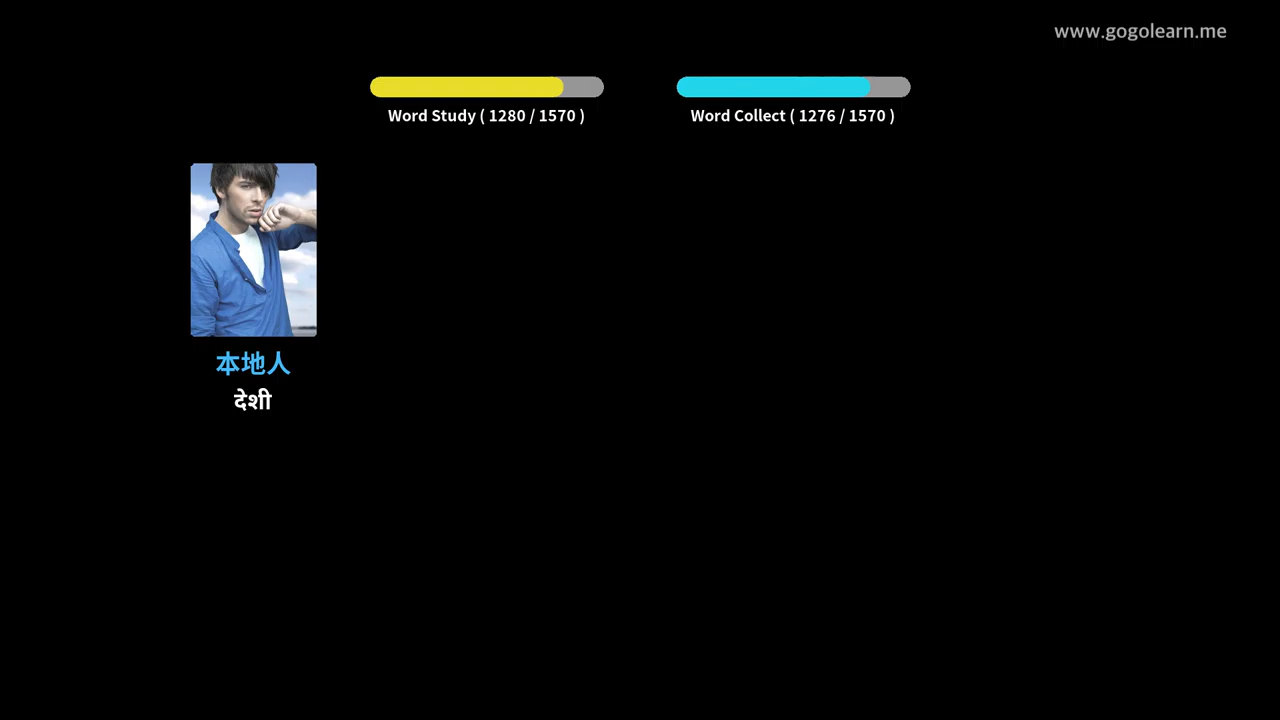 www.gogolearn.me
Word Study ( 1280 / 1570 )
Word Collect ( 1276 / 1570 )
本地人
देशी